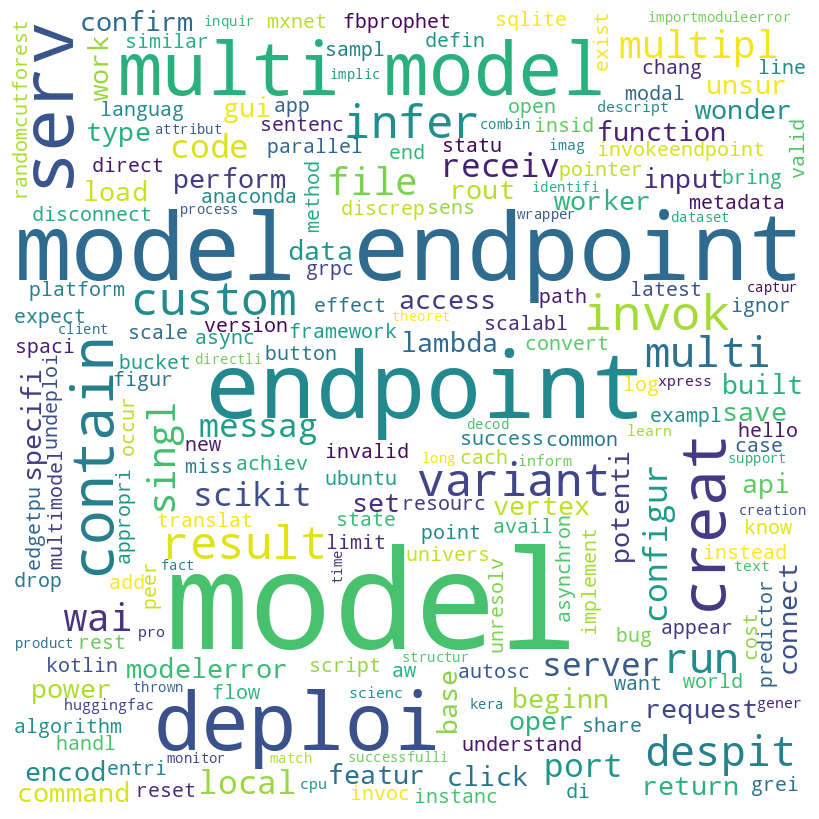 confirm
inquir
mxnet
fbprophet
sqlite
importmoduleerror
similar
sampl
defin
exist
multipl
randomcutforest
serv
work
multi model
implic
chang
line
modal
unsur
languag
gui
app
open
descript
wonder
type
attribut
code
sentenc
infer
combin
insid
function
parallel
end
statu
imag
invokeendpoint
valid
direct
perform
file
receiv
pointer
load
anaconda
method
rout
identifi
input
bring
disconnect
process
discrep
sens
worker
metadata
wrapper
dataset
model endpoint
data
grpc
platform
custom
effect
access
path
latest
captur
expect
theoret
invok
ignor
client
scale
version
framework
lambda
scalabl
spaci
async
convert
multi
contain
bucket
button
directli
figur
endpoint
log
xpress
built
specifi
undeploi
multimodel
occur
singl
messag
decod
exampl
save
success
common
learn
hello
new
invalid
miss
achiev
cach
long
inform
case
support
edgetpu
appropri
scikit
ubuntu
variant
potenti
configur
creat
api
set
resourc
vertex
creation
translat
state
point
avail
asynchron
implement
know
drop
result
limit
univers
unresolv
instead
add
peer
fact
time
model
text
wai
product
rest
pro
bug
appear
cost
predictor
connect
kotlin
modelerror
script
aw
structur
autosc
server
run
want
world
power
thrown
flow
scienc
base
kera
beginn
request
gener
huggingfac
deploi
oper
share
algorithm
handl
monitor
match
successfulli
understand
despit
encod
entri
featur
click
port
command
reset
local
cpu
invoc
instanc
di
return
grei